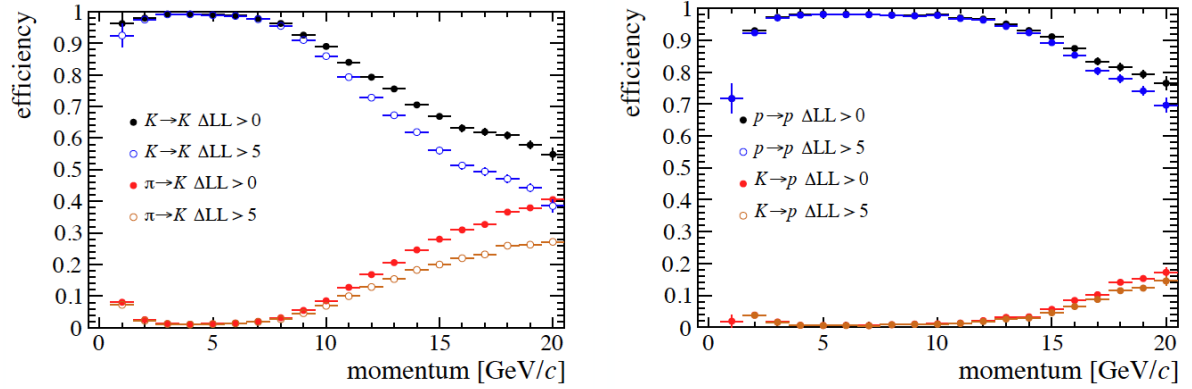 efficiency
1
0.9
0.8
0.7
0.6
0.5
0.4
0.3
0.2
0.1
0
K→K ΔLL > 0
K→K ΔLL > 5
π→K ΔLL > 0
π→K ΔLL > 5
0 5 10 15 20
momentum [GeV/c]
efficiency
1
0.9
0.8
0.7
0.6
0.5
0.4
0.3
0.2
0.1
0
p→p ΔLL > 0
p→p ΔLL > 5
K→p ΔLL > 0
K→p ΔLL > 5
0 5 10 15 20
momentum [GeV/c]